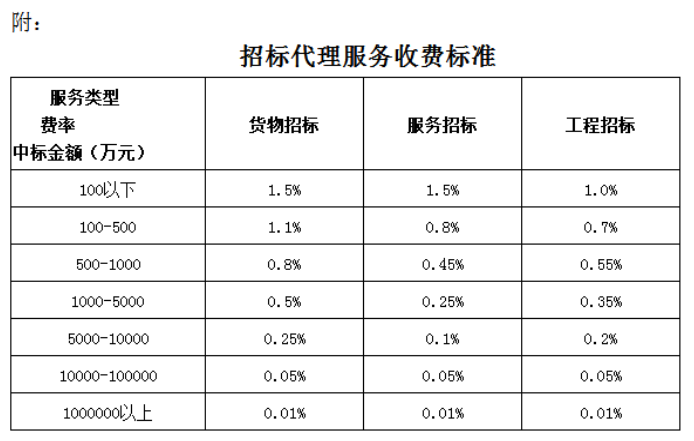 附：
招标代理服务收费标准
服务类型
费率
中标金额（万元） 货物招标 服务招标 工程招标
100以下 1.5% 1.5% 1.0%
100-500 1.1% 0.8% 0.7%
500-1000 0.8% 0.45% 0.55%
1000-5000 0.5% 0.25% 0.35%
5000-10000 0.25% 0.1% 0.2%
10000-100000 0.05% 0.05% 0.05%
1000000以上 0.01% 0.01% 0.01%